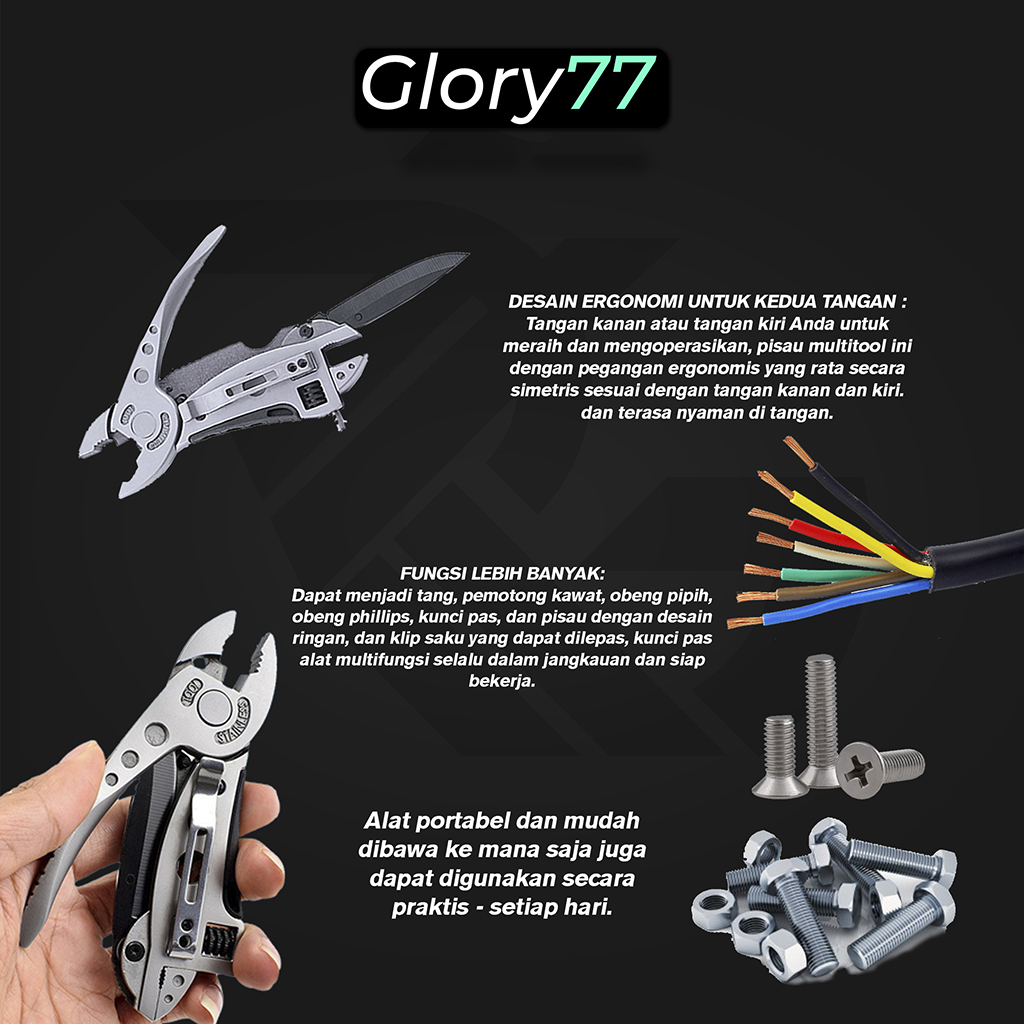 Glory77
DESAIN ERGONOMI UNTUK KEDUA TANGAN :
Tangan kanan atau tangan kiri Anda untuk
meraih dan mengoperasikan, pisau multitool ini
dengan pegangan ergonomis yang rata secara
simetris sesuai dengan tangan kanan dan kiri.
dan terasa nyaman di tangan.
FUNGSI LEBIH BANYAK:
Dapat menjadi tang, pemotong kawat, obeng pipih,
obeng phillips, kunci pas, dan pisau dengan desain
ringan, dan klip saku yang dapat dilepas, kunci pas
alat multifungsi selalu dalam jangkauan dan siap
bekerja.
STAINLESS
Alat portabel dan mudah
dibawa ke mana saja juga
dapat digunakan secara
praktis - setiap hari.